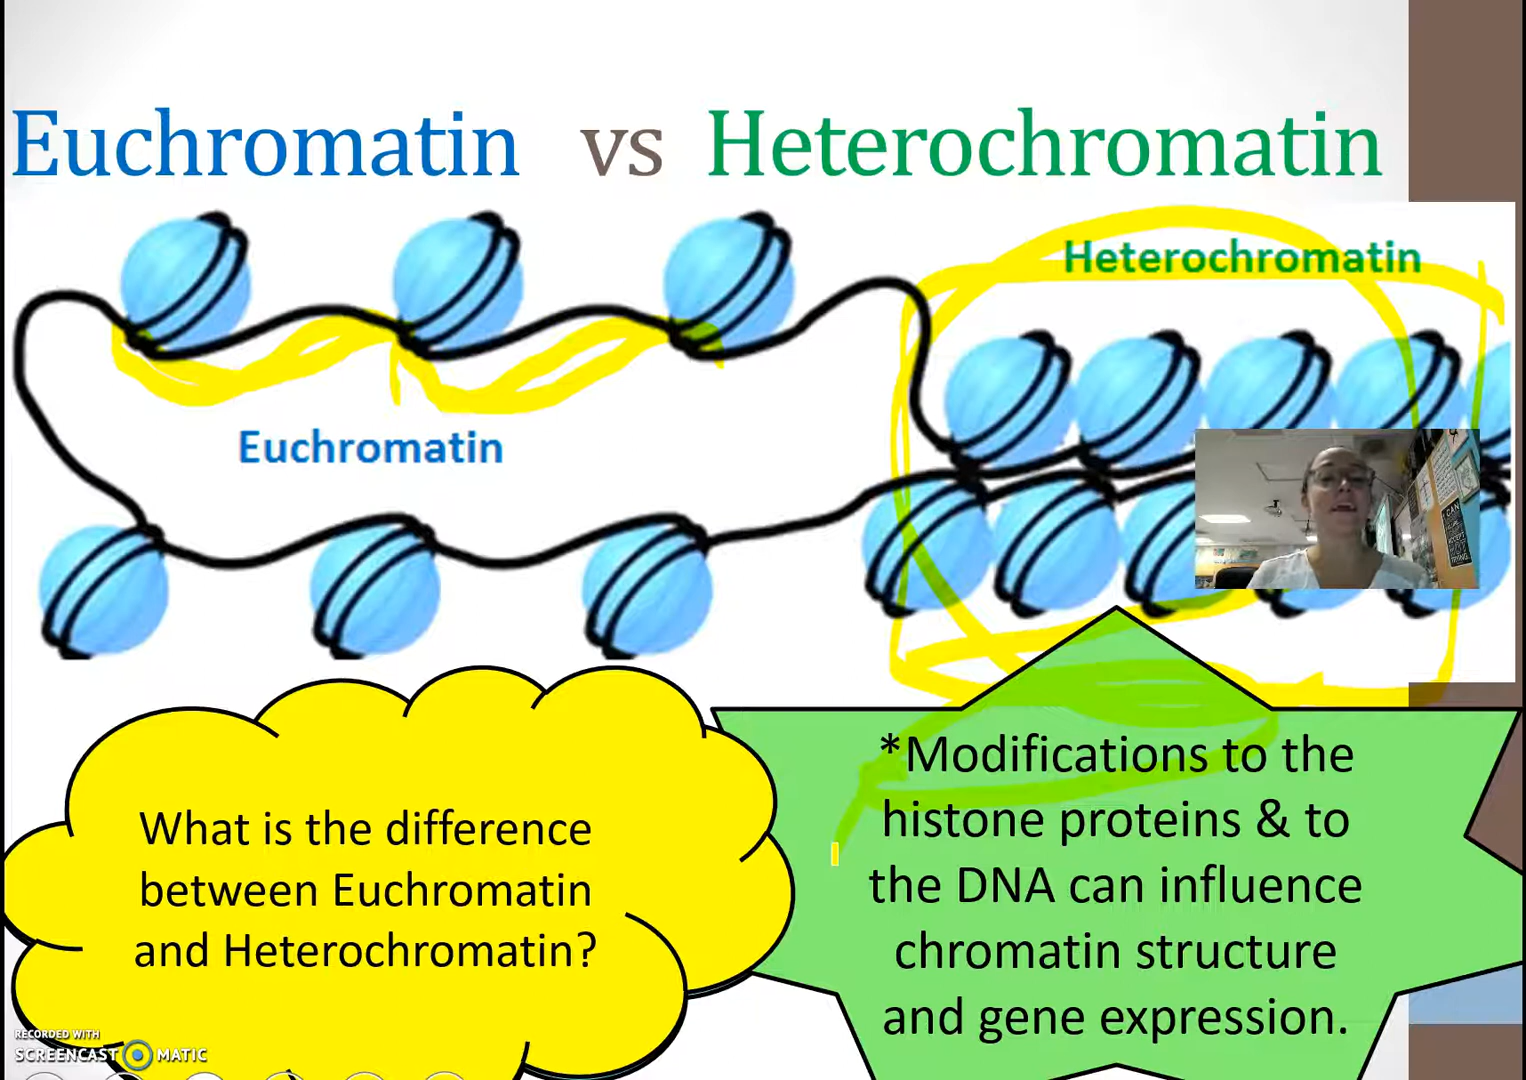 Euchromatin vs Heterochromatin
Heterochromatin
Euchromatin
What is the difference
between Euchromatin
and Heterochromatin?
*Modifications to the
histone proteins & to
the DNA can influence
chromatin structure
and gene expression.
RECORDED WITH
SCREENCAST MATIC